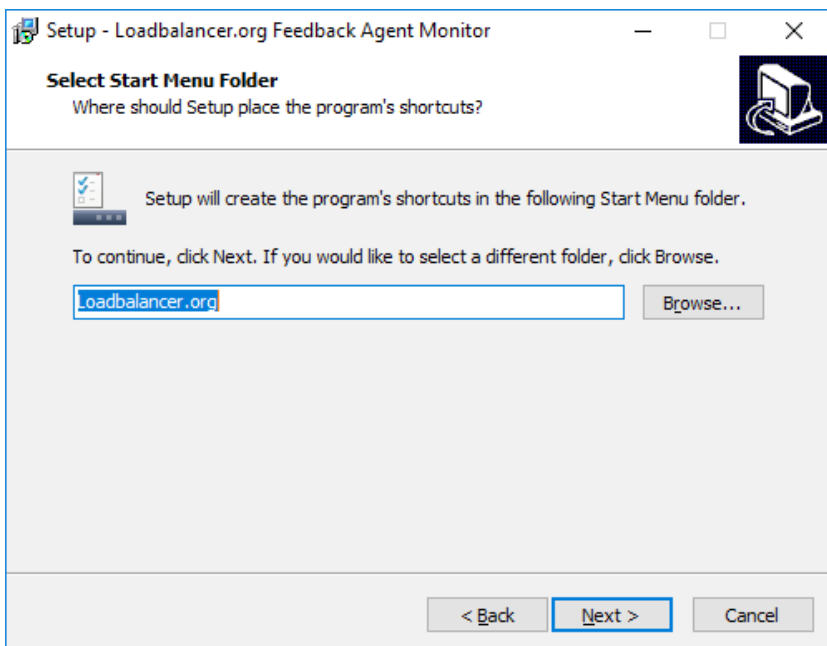 Setup - Loadbalancer.org Feedback Agent Monitor
Select Start Menu Folder
Where should Setup place the program's shortcuts?
Setup will create the program's shortcuts in the following Start Menu folder.
To continue, click Next. If you would like to select a different folder, click Browse.
Loadbalancer.org
Browse...
< Back
Next >
Cancel